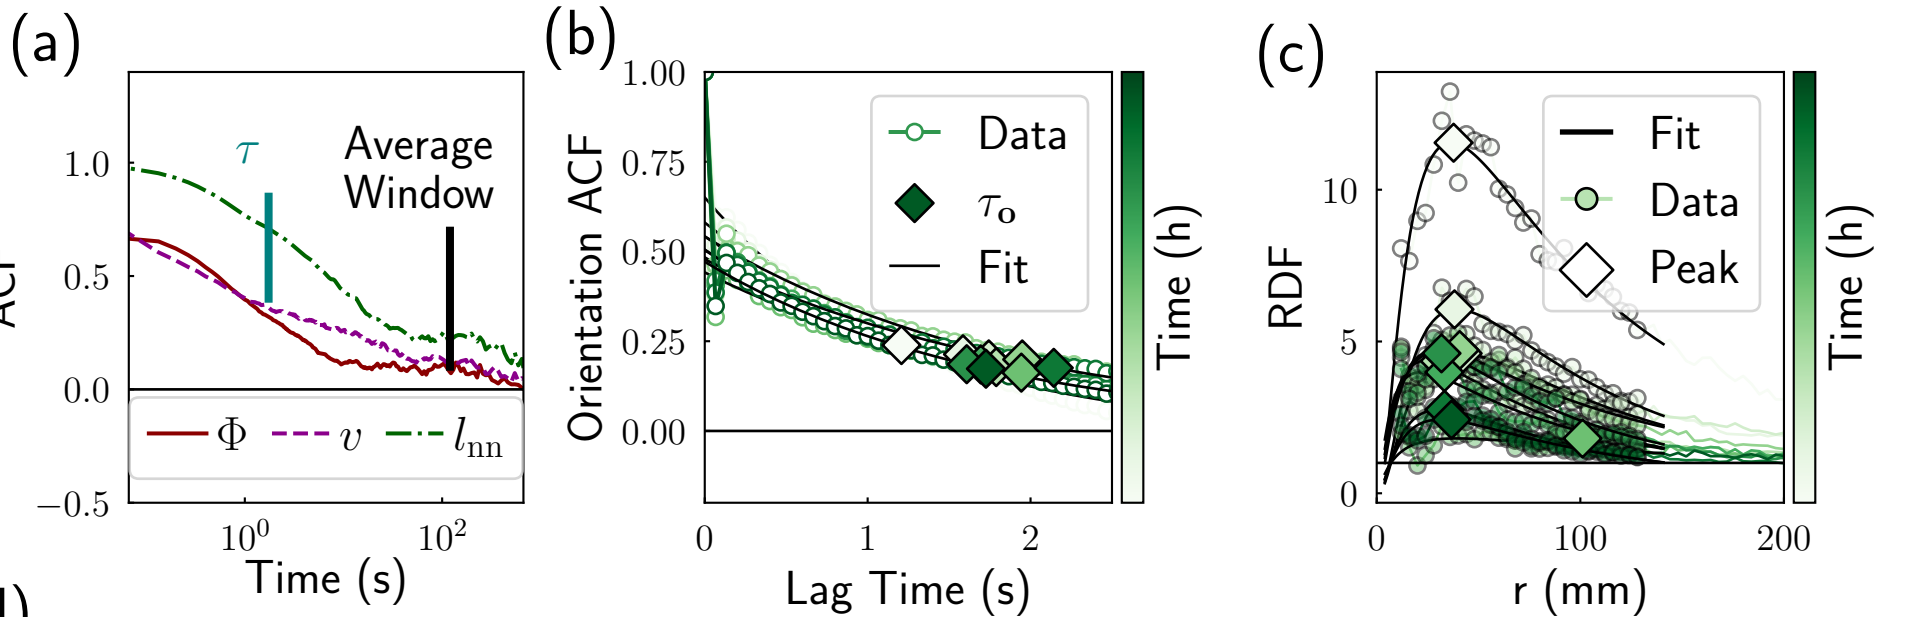 (a)
ACF
1.0
0.5
0.0
−0.5
τ
Average
Window
Φ v l_nn
10^0 10^2
Time (s)
(b)
Orientation ACF
1.00
0.75
0.50
0.25
0.00
Data
τ_o
Fit
0 1 2
Lag Time (s)
Time (h)
(c)
RDF
10
5
0
Fit
Data
Peak
0 100 200
r (mm)
Time (h)